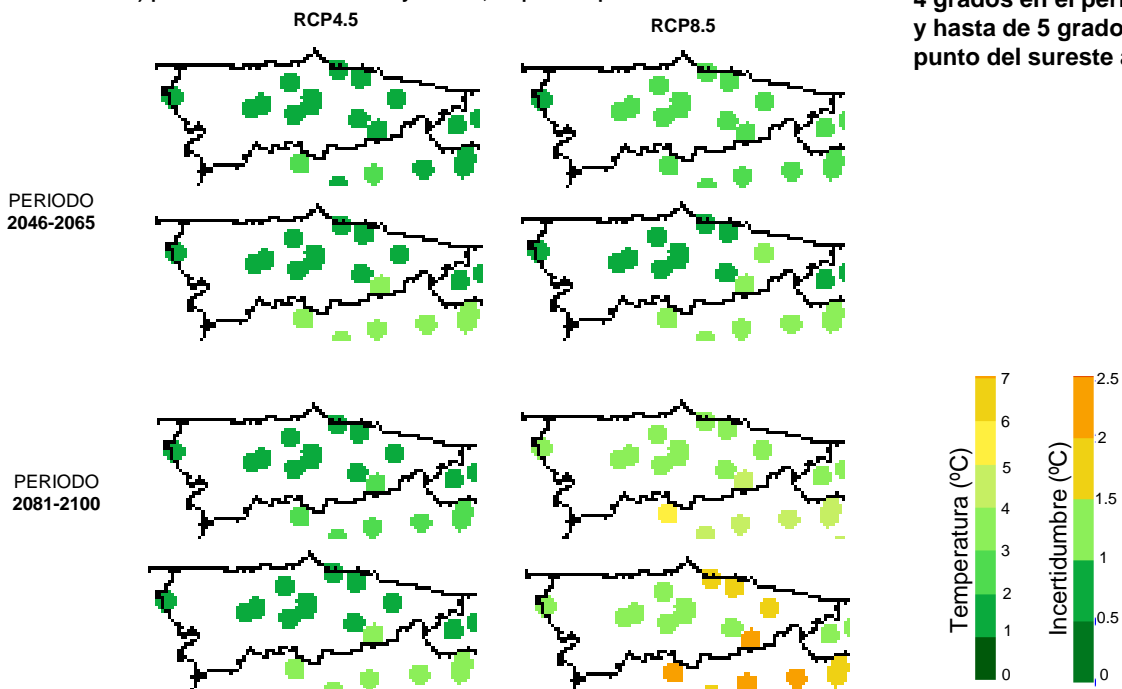 4 grados en el
y hasta de 5
punto del sureste
RCP4.5
RCP8.5
PERIODO
2046-2065
PERIODO
2081-2100
Temperatura (ºC)
7
6
5
4
3
2
1
0
Incertidumbre (ºC)
2.5
2
1.5
1
0.5
0